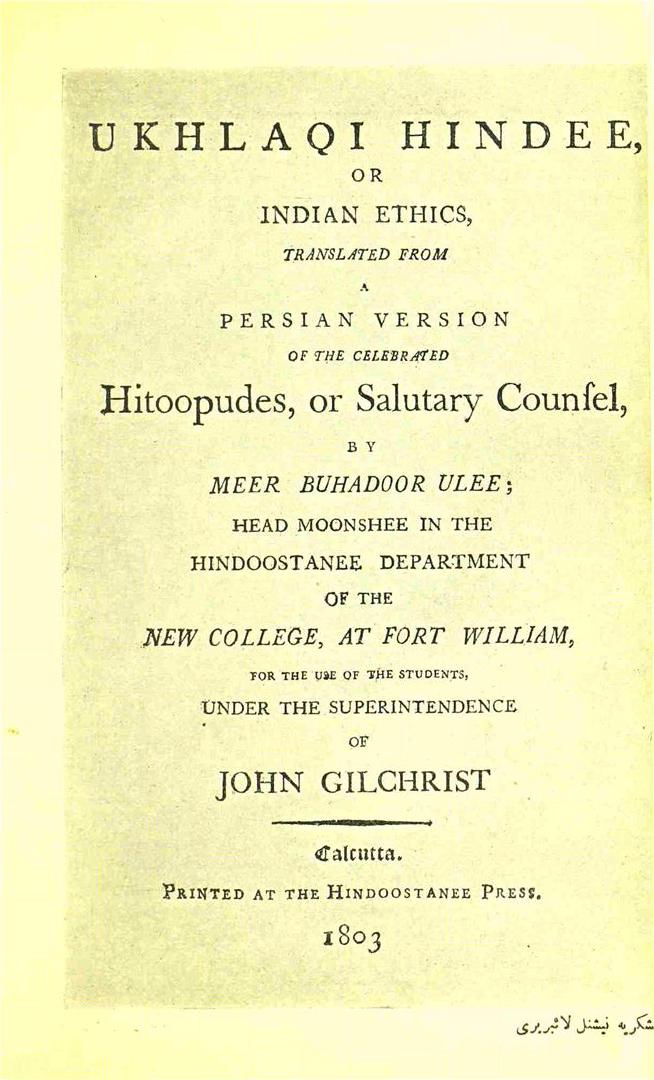 UKHLAQI HINDEE,
OR
INDIAN ETHICS,
TRANSLATED FROM
A
PERSIAN VERSION
OF THE CELEBRATED
Hitoopudes, or Salutary Counſel,
BY
MEER BUHADOOR ULEE;
HEAD MOONSHEE IN THE
HINDOOSTANEE DEPARTMENT
OF THE
NEW COLLEGE, AT FORT WILLIAM,
FOR THE USE OF THE STUDENTS,
UNDER THE SUPERINTENDENCE
OF
JOHN GILCHRIST
Calcutta.
PRINTED AT THE HINDOOSTANEE PRESS.
1803
بشکریہ نیشنل لائبریری